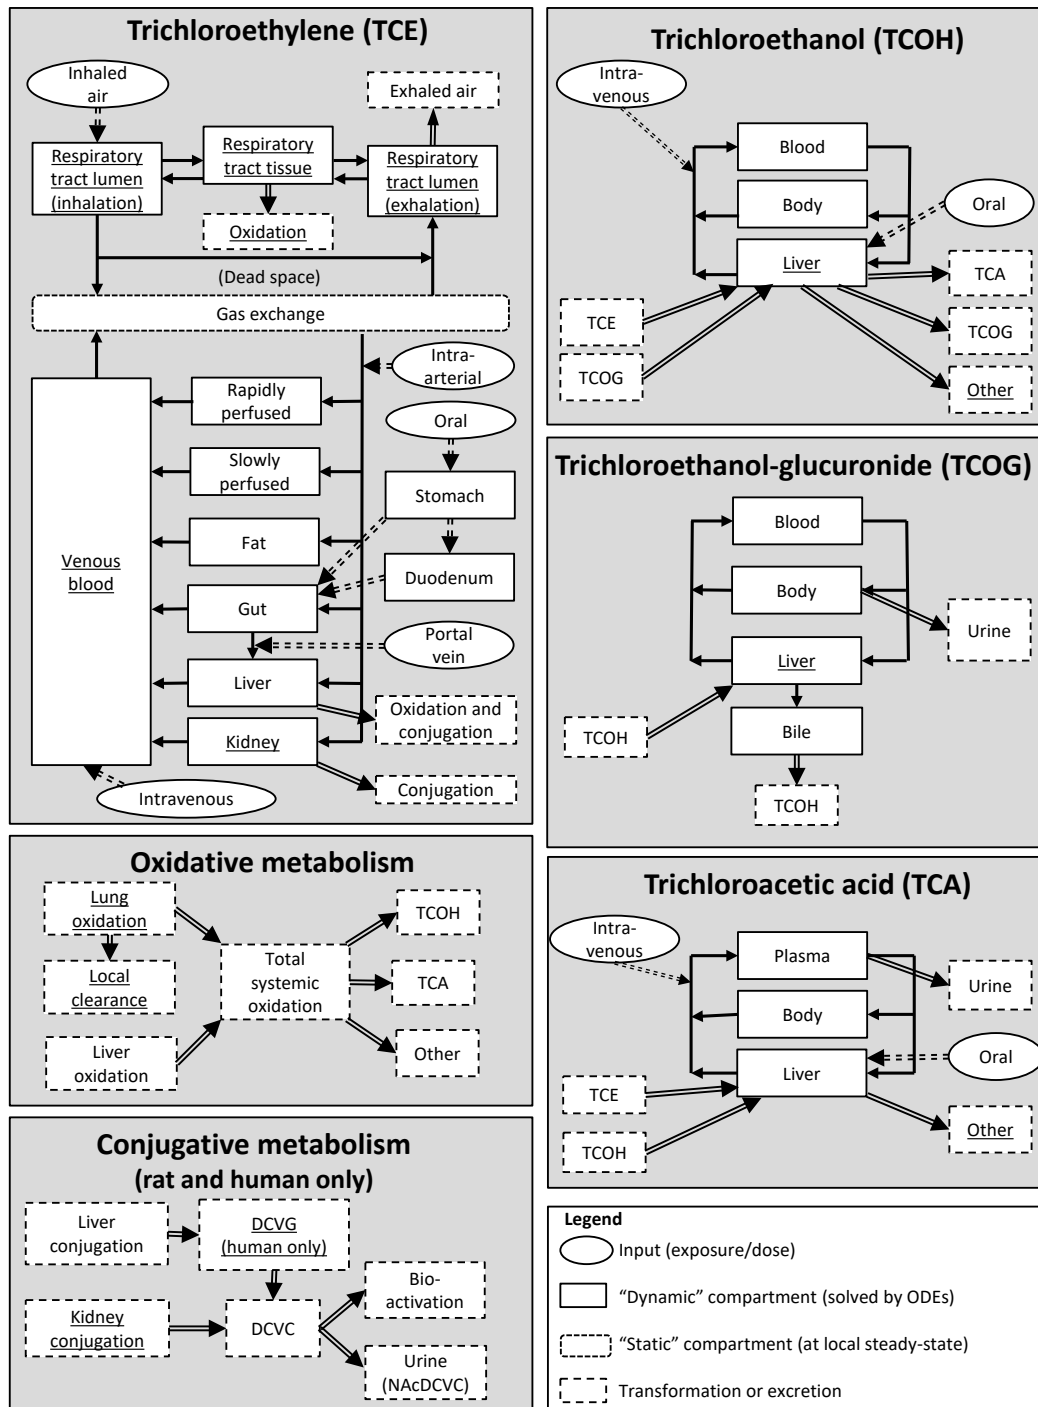 Trichloroethylene (TCE)
Inhaled
air
Exhaled air
Respiratory
tract lumen
(inhalation)
Respiratory
tract tissue
Respiratory
tract lumen
(exhalation)
Oxidation
(Dead space)
Gas exchange
Intra-
arterial
Rapidly
perfused
Oral
Slowly
perfused
Stomach
Fat
Venous
blood
Duodenum
Gut
Portal
vein
Liver
Oxidation and
conjugation
Kidney
Conjugation
Intravenous
Oxidative metabolism
Lung
oxidation
TCOH
Local
clearance
Total
systemic
oxidation
TCA
Liver
oxidation
Other
Conjugative metabolism
(rat and human only)
Liver
conjugation
DCVG
(human only)
Bio-
activation
Kidney
conjugation
DCVC
Urine
(NAcDCVC)
Trichloroethanol (TCOH)
Intra-
venous
Blood
Body
Oral
Liver
TCA
TCE
TCOG
TCOG
Other
Trichloroethanol-glucuronide (TCOG)
Blood
Body
Urine
Liver
TCOH
Bile
TCOH
Trichloroacetic acid (TCA)
Intra-
venous
Plasma
Urine
Body
Oral
Liver
TCE
TCOH
Other
Legend
Input (exposure/dose)
“Dynamic” compartment (solved by ODEs)
“Static” compartment (at local steady-state)
Transformation or excretion